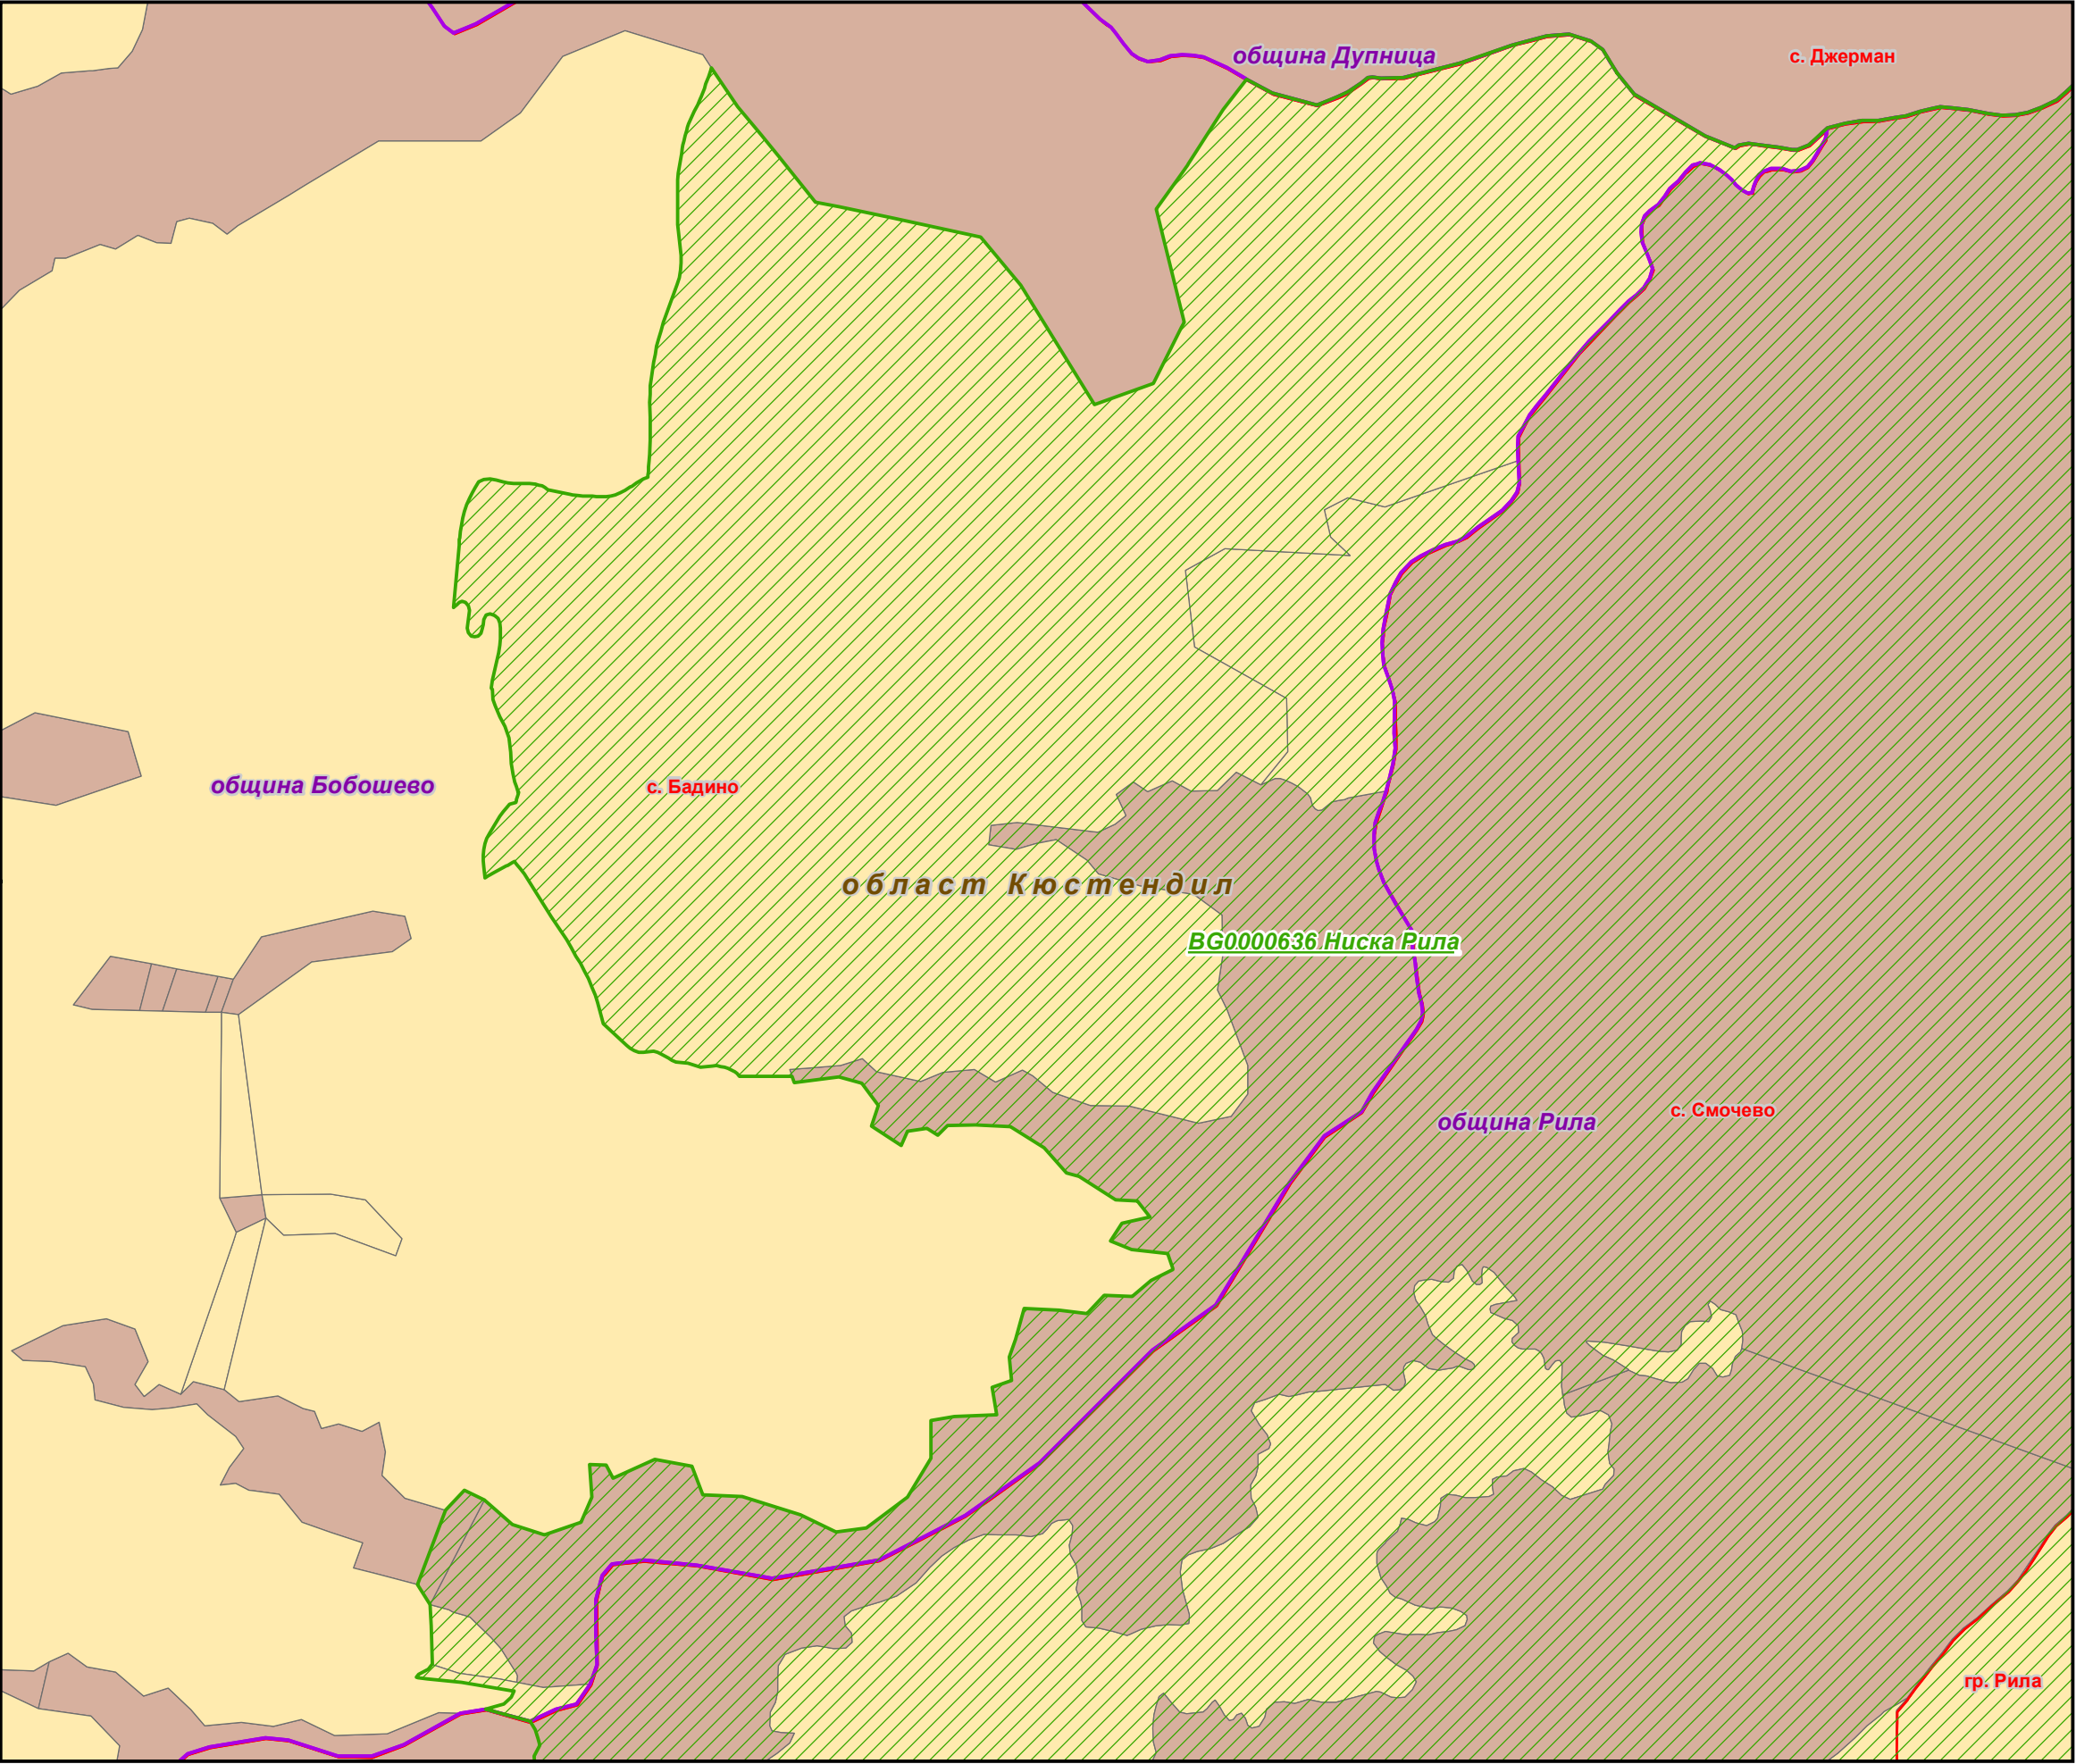 община Дупница
с. Джерман
община Бобошево
с. Бадино
област Кюстендил
BG0000636 Ниска Рила
с. Смочево
община Рила
гр. Рила